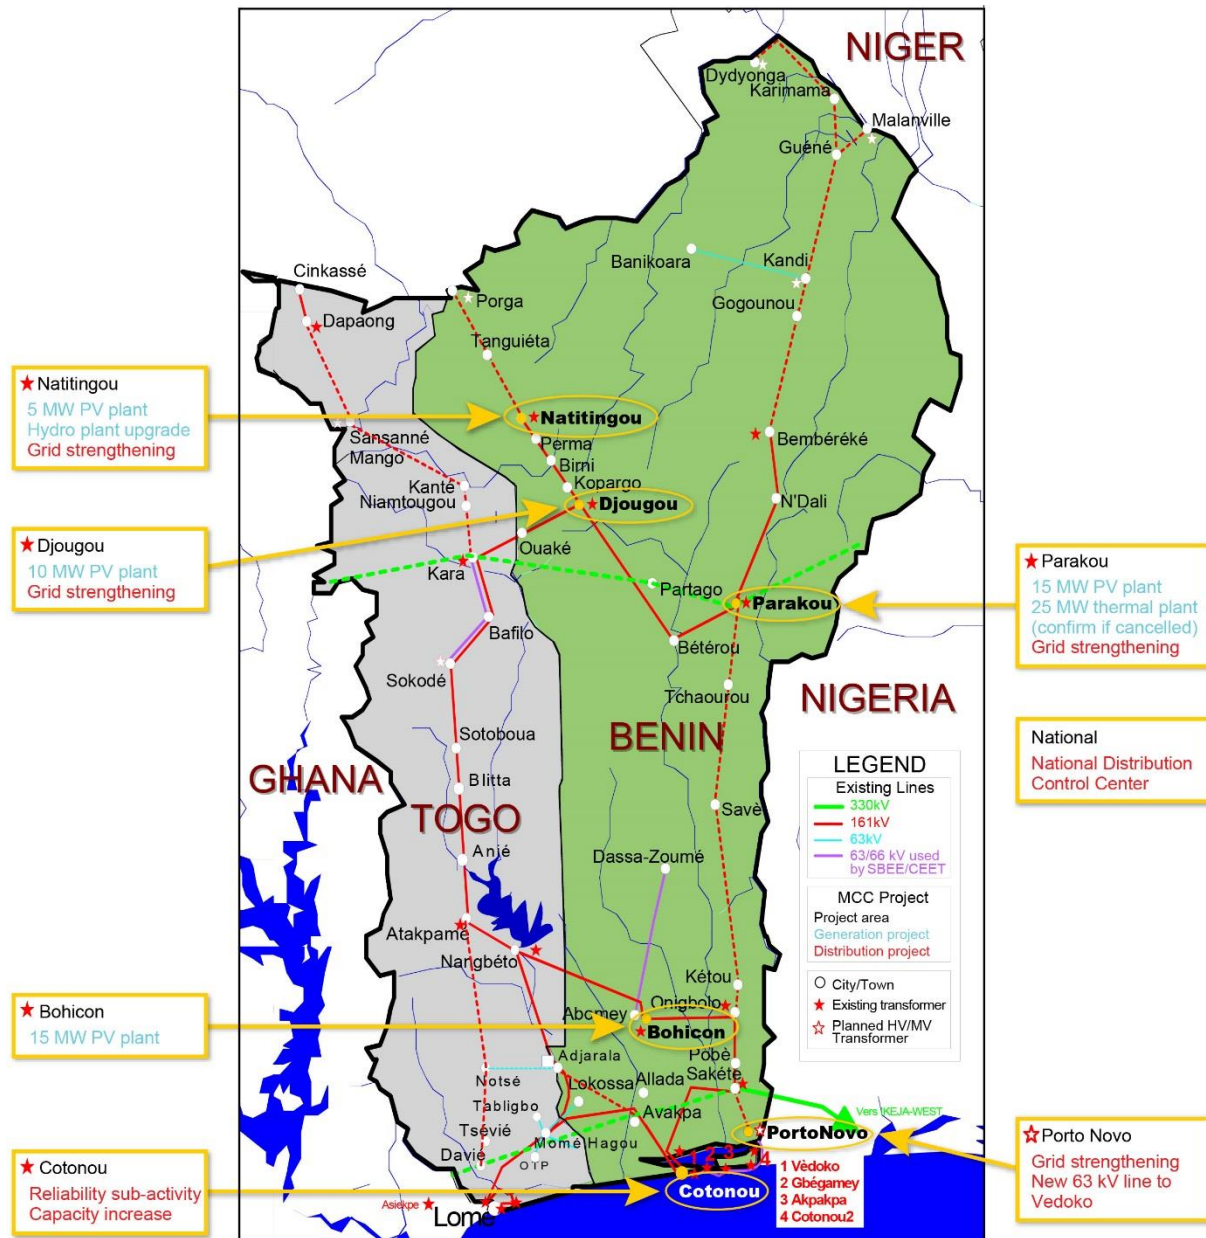 NIGER
Dydyonga
Karimama
Malanville
Guéné
Banikoara
Kandi
Gogounou
Cinkassé
Dapaong
Porga
Tanguiéta
Natitingou
5 MW PV plant
Hydro plant upgrade
Grid strengthening
Natitingou
Sansanné
Mango
Perma
Birni
Kopargo
Bembéréké
Kanté
Niamtougou
Djougou
N'Dali
Djougou
10 MW PV plant
Grid strengthening
Ouaké
Kara
Partago
Parakou
Parakou
15 MW PV plant
25 MW thermal plant
(confirm if cancelled)
Grid strengthening
Bafilo
Bétérou
Sokodé
Tchaourou
NIGERIA
BENIN
Sotoboua
GHANA
Blitta
TOGO
Savè
National
National Distribution
Control Center
LEGEND
Existing Lines
330kV
161kV
63kV
63/66 kV used
by SBEE/CEET
MCC Project
Project area
Generation project
Distribution project
City/Town
Existing transformer
Planned HV/MV
Transformer
Anié
Dassa-Zoumé
Atakpamé
Nangbéto
Kétou
Onigbolo
Abomey
Bohicon
Bohicon
15 MW PV plant
Adjarala
Pobè
Sakéte
Notsé
Lokossa
Allada
Tabligbo
Avakpa
Vers IKEJA-WEST
Tsévié
Momé Hagou
PortoNovo
Davié
OTP
Cotonou
Reliability sub-activity
Capacity increase
Asiekpe
Lomé
Cotonou
1
2
3
4
1 Vèdoko
2 Gbégamey
3 Akpakpa
4 Cotonou2
Porto Novo
Grid strengthening
New 63 kV line to
Vedoko